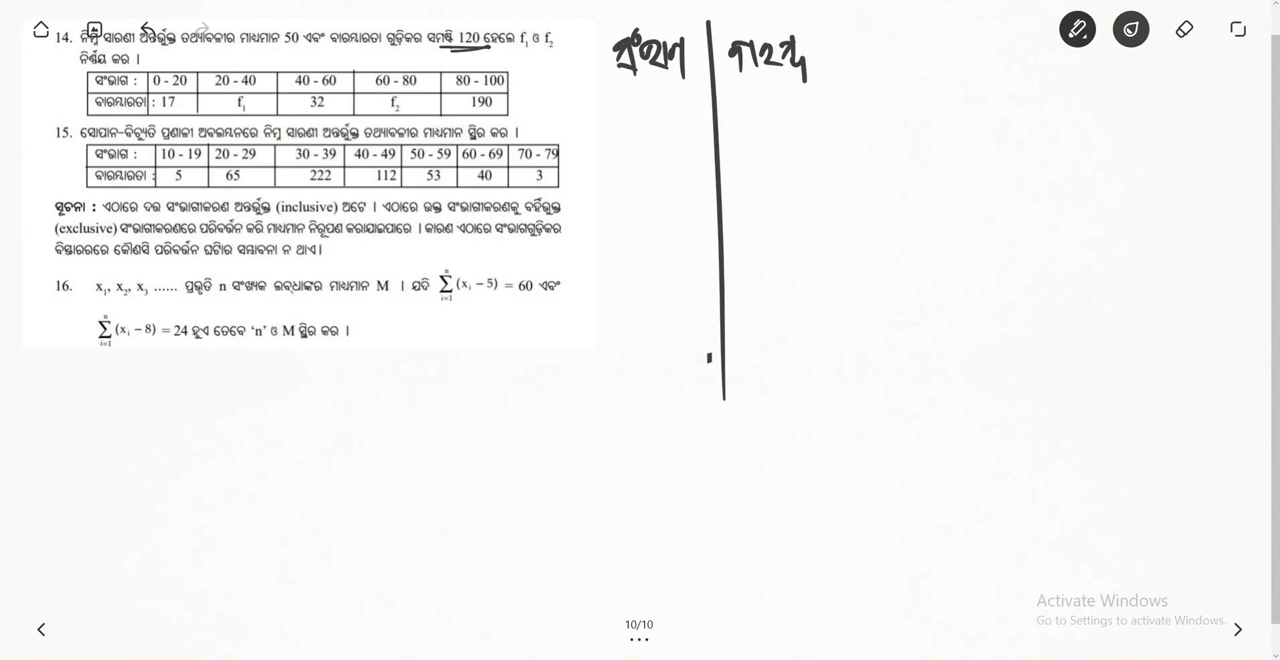 14. ନିମ୍ନ ସାରଣୀ ଅନ୍ତର୍ଭୁକ୍ତ ତଥ୍ୟାବଳୀର ମାଧ୍ୟମାନ 50 ଏବଂ ବାରମ୍ବାରତା ଗୁଡ଼ିକର ସମଷ୍ଟି 120 ହେଲେ f₁ ଓ f₂
ନିର୍ଣ୍ଣୟ କର ।
ସଂଭାଗ : 0 - 20 20 - 40 40 - 60 60 - 80 80 - 100
ବାରମ୍ବାରତା : 17 f₁ 32 f₂ 190
15. ସୋପାନ-ବିଚ୍ୟୁତି ପ୍ରଣାଳୀ ଅବଲମ୍ବନରେ ନିମ୍ନ ସାରଣୀ ଅନ୍ତର୍ଭୁକ୍ତ ତଥ୍ୟାବଳୀର ମାଧ୍ୟମାନ ସ୍ଥିର କର ।
ସଂଭାଗ : 10 - 19 20 - 29 30 - 39 40 - 49 50 - 59 60 - 69 70 - 79
ବାରମ୍ବାରତା : 5 65 222 112 53 40 3
ସୂଚନା : ଏଠାରେ ଦତ୍ତ ସଂଭାଗୀକରଣ ଅନ୍ତର୍ଭୁକ୍ତ (inclusive) ଅଟେ । ଏଠାରେ ଉକ୍ତ ସଂଭାଗୀକରଣକୁ ବହିର୍ଭୁକ୍ତ
(exclusive) ସଂଭାଗୀକରଣରେ ପରିବର୍ତ୍ତନ କରି ମାଧ୍ୟମାନ ନିରୂପଣ କରାଯାଇପାରେ । କାରଣ ଏଠାରେ ସଂଭାଗଗୁଡ଼ିକର
ବିସ୍ତାରରେ କୌଣସି ପରିବର୍ତ୍ତନ ଘଟିବାର ସମ୍ଭାବନା ନ ଥାଏ।
16. x₁, x₂, x₃ ...... ପ୍ରଭୃତି n ସଂଖ୍ୟକ ଲବ୍ଧାଙ୍କର ମାଧ୍ୟମାନ M । ଯଦି ∑ⁿᵢ₌₁ (xᵢ − 5) = 60 ଏବଂ
∑ⁿᵢ₌₁ (xᵢ − 8) = 24 ହୁଏ ତେବେ ‘n’ ଓ M ସ୍ଥିର କର ।
ସଂଭାଗ
Activate Windows
Go to Settings to activate Windows.
10/10